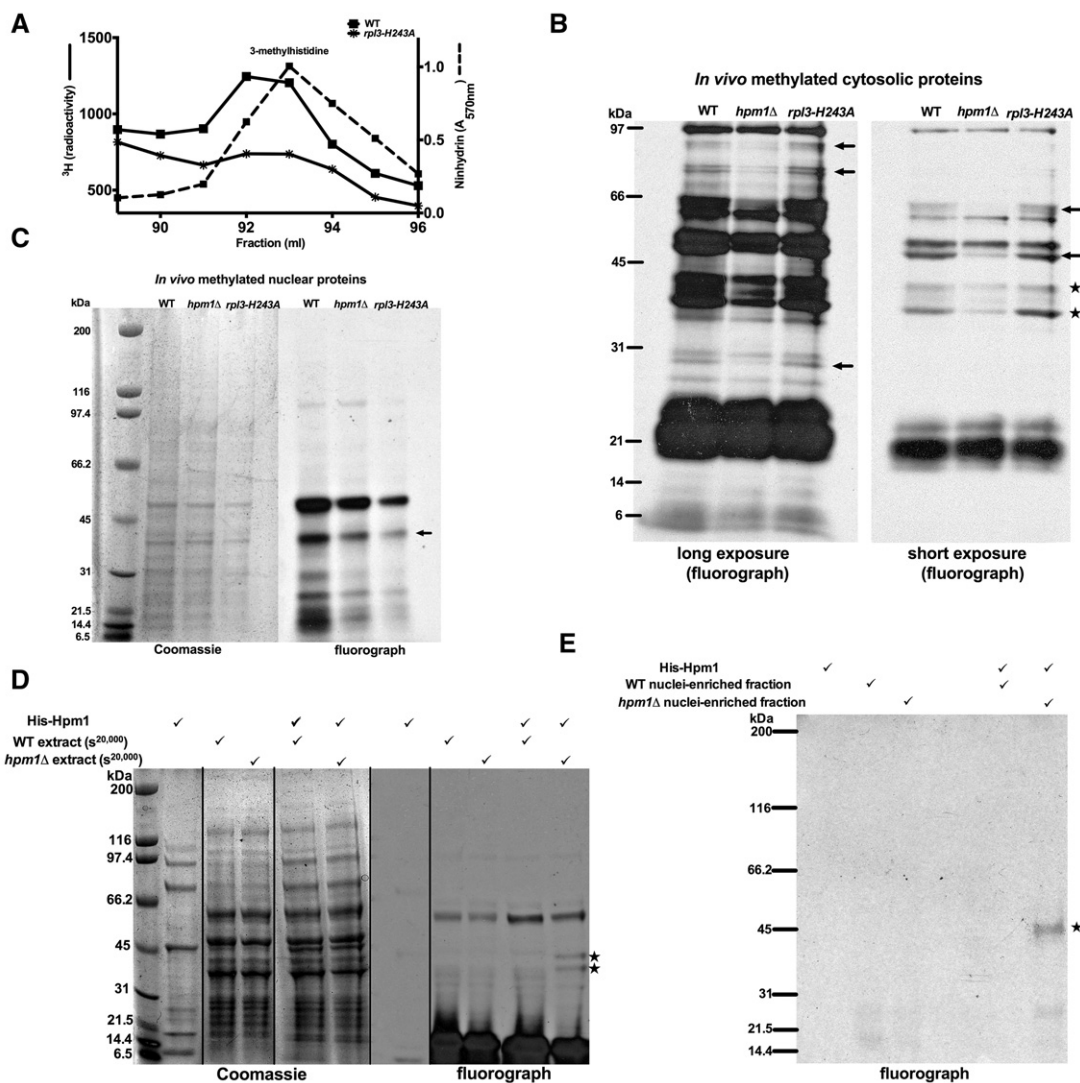 A
WT
rpl3-H243A
3-methylhistidine
1500
1000
500
³H (radioactivity)
1.0
0.5
0.0
Ninhydrin (A570nm)
90 92 94 96
Fraction (ml)
B
In vivo methylated cytosolic proteins
kDa WT hpm1Δ rpl3-H243A WT hpm1Δ rpl3-H243A
97
66
45
31
21
14
6
long exposure
(fluorograph)
short exposure
(fluorograph)
C
In vivo methylated nuclear proteins
kDa WT hpm1Δ rpl3-H243A WT hpm1Δ rpl3-H243A
200
116
97.4
66.2
45
31
21.5
14.4
6.5
Coomassie fluorograph
D
His-Hpm1 ✓ ✓ ✓ ✓ ✓ ✓
WT extract (s20,000) ✓ ✓ ✓ ✓
hpm1Δ extract (s20,000) ✓ ✓ ✓ ✓
kDa
200
116
97.4
66.2
45
31
21.5
14.4
6.5
Coomassie fluorograph
E
His-Hpm1 ✓ ✓ ✓
WT nuclei-enriched fraction ✓ ✓
hpm1Δ nuclei-enriched fraction ✓ ✓
kDa
200
116
66.2
45
31
21.5
14.4
fluorograph